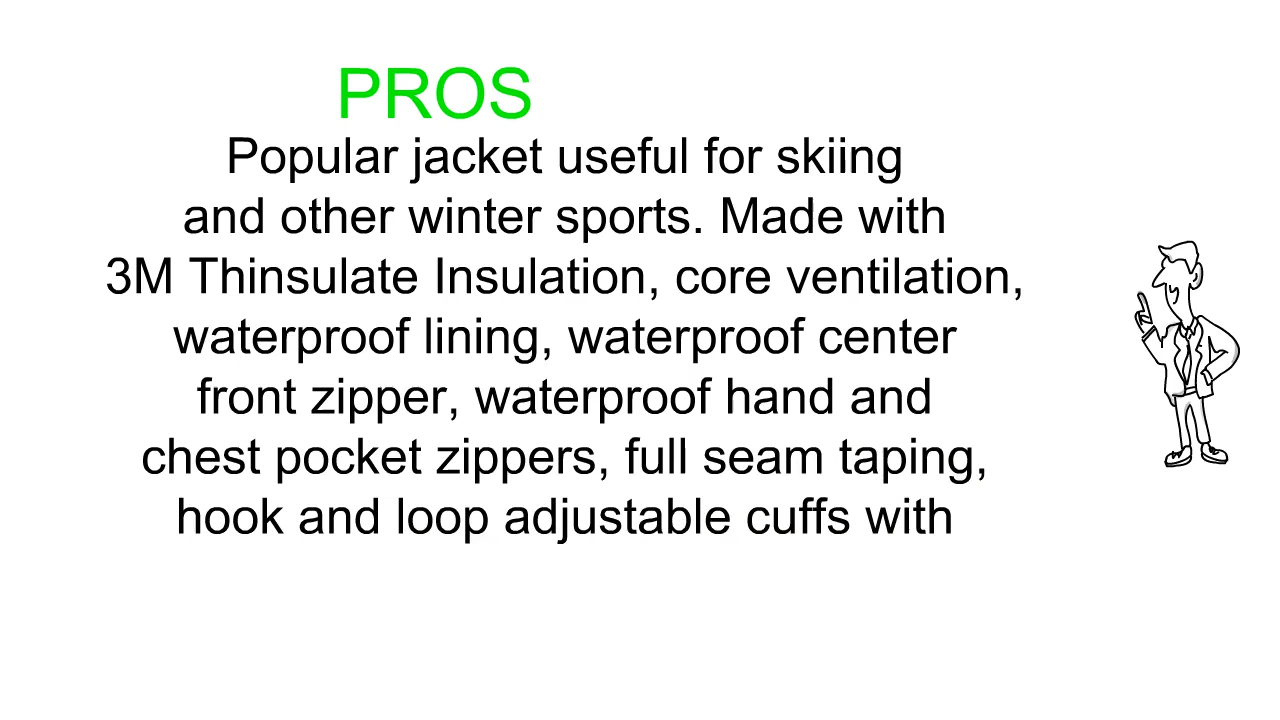 PROS
Popular jacket useful for skiing
and other winter sports. Made with
3M Thinsulate Insulation, core ventilation,
waterproof lining, waterproof center
front zipper, waterproof hand and
chest pocket zippers, full seam taping,
hook and loop adjustable cuffs with